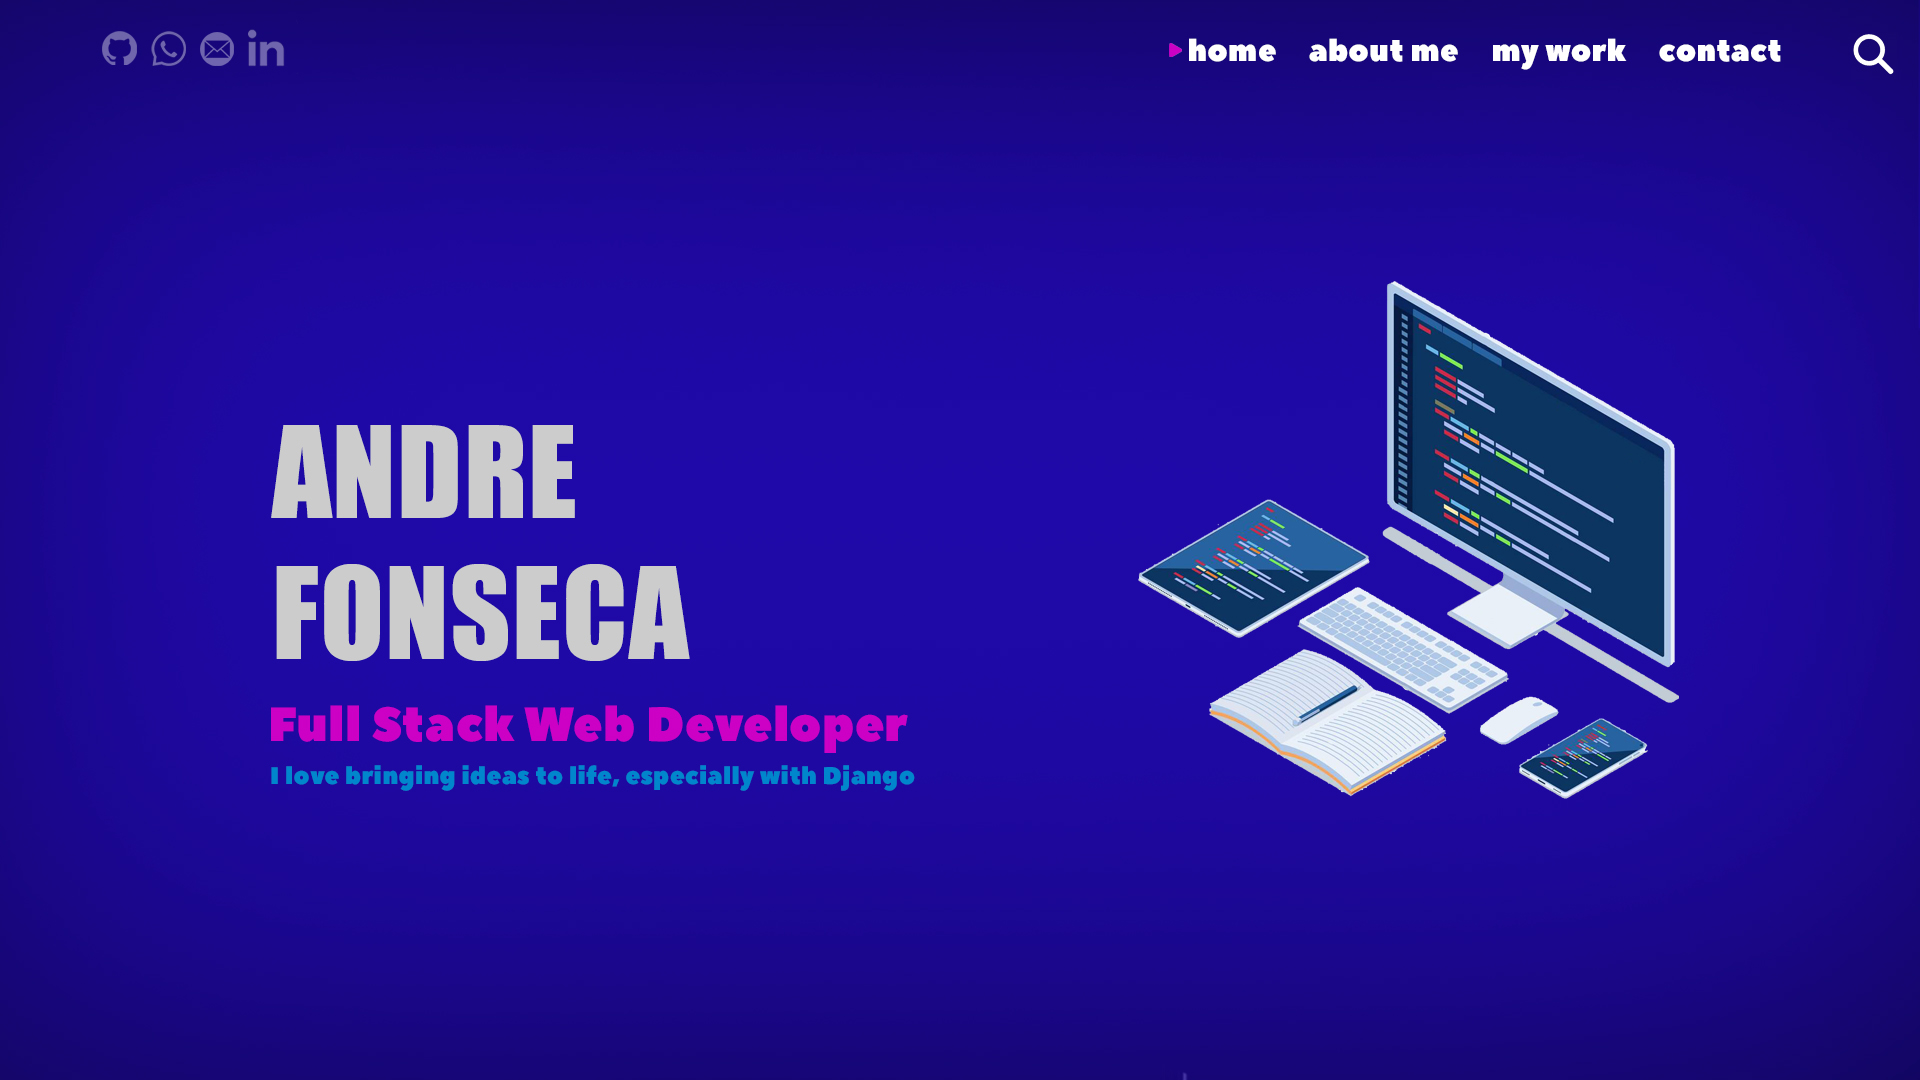 home about me my work contact
ANDRE
FONSECA
Full Stack Web Developer
I love bringing ideas to life, especially with Django